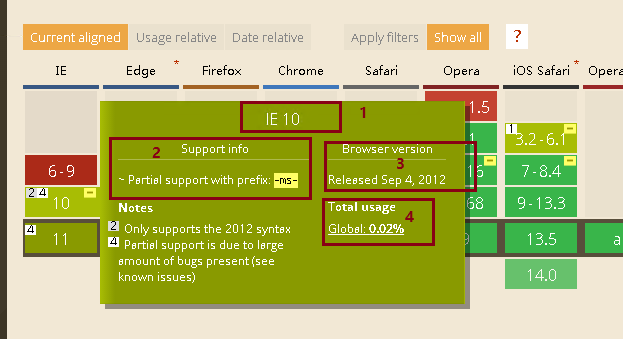 Current aligned Usage relative Date relative Apply filters Show all ?
IE Edge * Firefox Chrome Safari Opera iOS Safari * Opera
1.5
IE 10 1
1 3.2-6.1 -
2 Support info
Browser version
3
6-9
~ Partial support with prefix: -ms-
Released Sep 4, 2012
16 - 7-8.4 -
2 4 10 -
Notes
Total usage
68 9-13.3
2 Only supports the 2012 syntax
Global: 0.02% 4
4 11
4 Partial support is due to large
amount of bugs present (see
known issues)
13.5 a
14.0